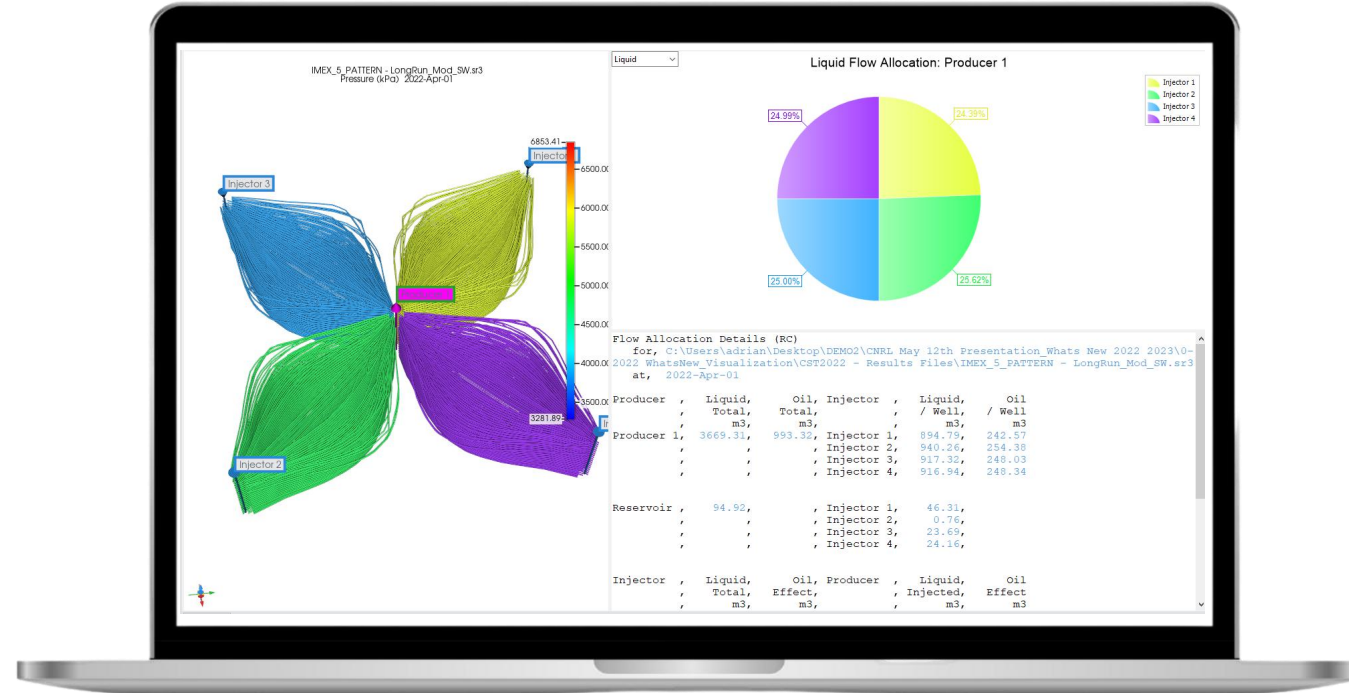 IMEX_5_PATTERN - LongRun_Mod_SW.sr3
Pressure (kPa) 2022-Apr-01
6853.41
6500.00
6000.00
5500.00
5000.00
4500.00
4000.00
3500.00
3281.89
Injector
Injector 3
Injector 2
Liquid
Liquid Flow Allocation: Producer 1
Injector 1
Injector 2
Injector 3
Injector 4
24.99%
24.39%
25.00%
25.62%
Flow Allocation Details (RC)
for, C:\Users\adrian\Desktop\DEMO2\CNRL May 12th Presentation_Whats New 2022 2023\0-
2022 WhatsNew_Visualization\CST2022 - Results Files\IMEX_5_PATTERN - LongRun_Mod_SW.sr3
at, 2022-Apr-01
Producer , Liquid, Oil, Injector , Liquid, Oil
, Total, Total, , / Well, / Well
, m3, m3, , m3, m3
Producer 1, 3669.31, 993.32, Injector 1, 894.79, 242.57
, , , Injector 2, 940.26, 254.38
, , , Injector 3, 917.32, 248.03
, , , Injector 4, 916.94, 248.34
Reservoir , 94.92, , Injector 1, 46.31,
, , , Injector 2, 0.76,
, , , Injector 3, 23.69,
, , , Injector 4, 24.16,
Injector , Liquid, Oil, Producer , Liquid, Oil
, Total, Effect, , Injected, Effect
, m3, m3, , m3, m3